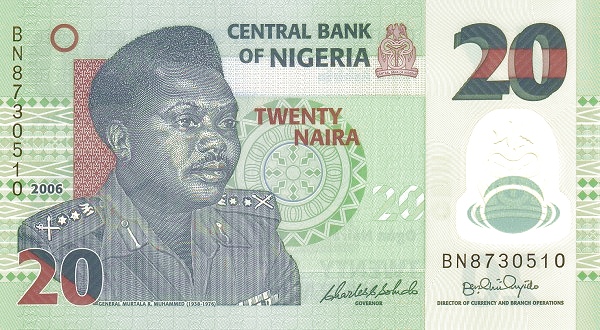 CENTRAL BANK
OF NIGERIA
20
BN8730510
TWENTY
NAIRA
2006
20
20
BN8730510
GENERAL MURTALA R. MUHAMMED (1938-1976)
GOVERNOR
DIRECTOR OF CURRENCY AND BRANCH OPERATIONS